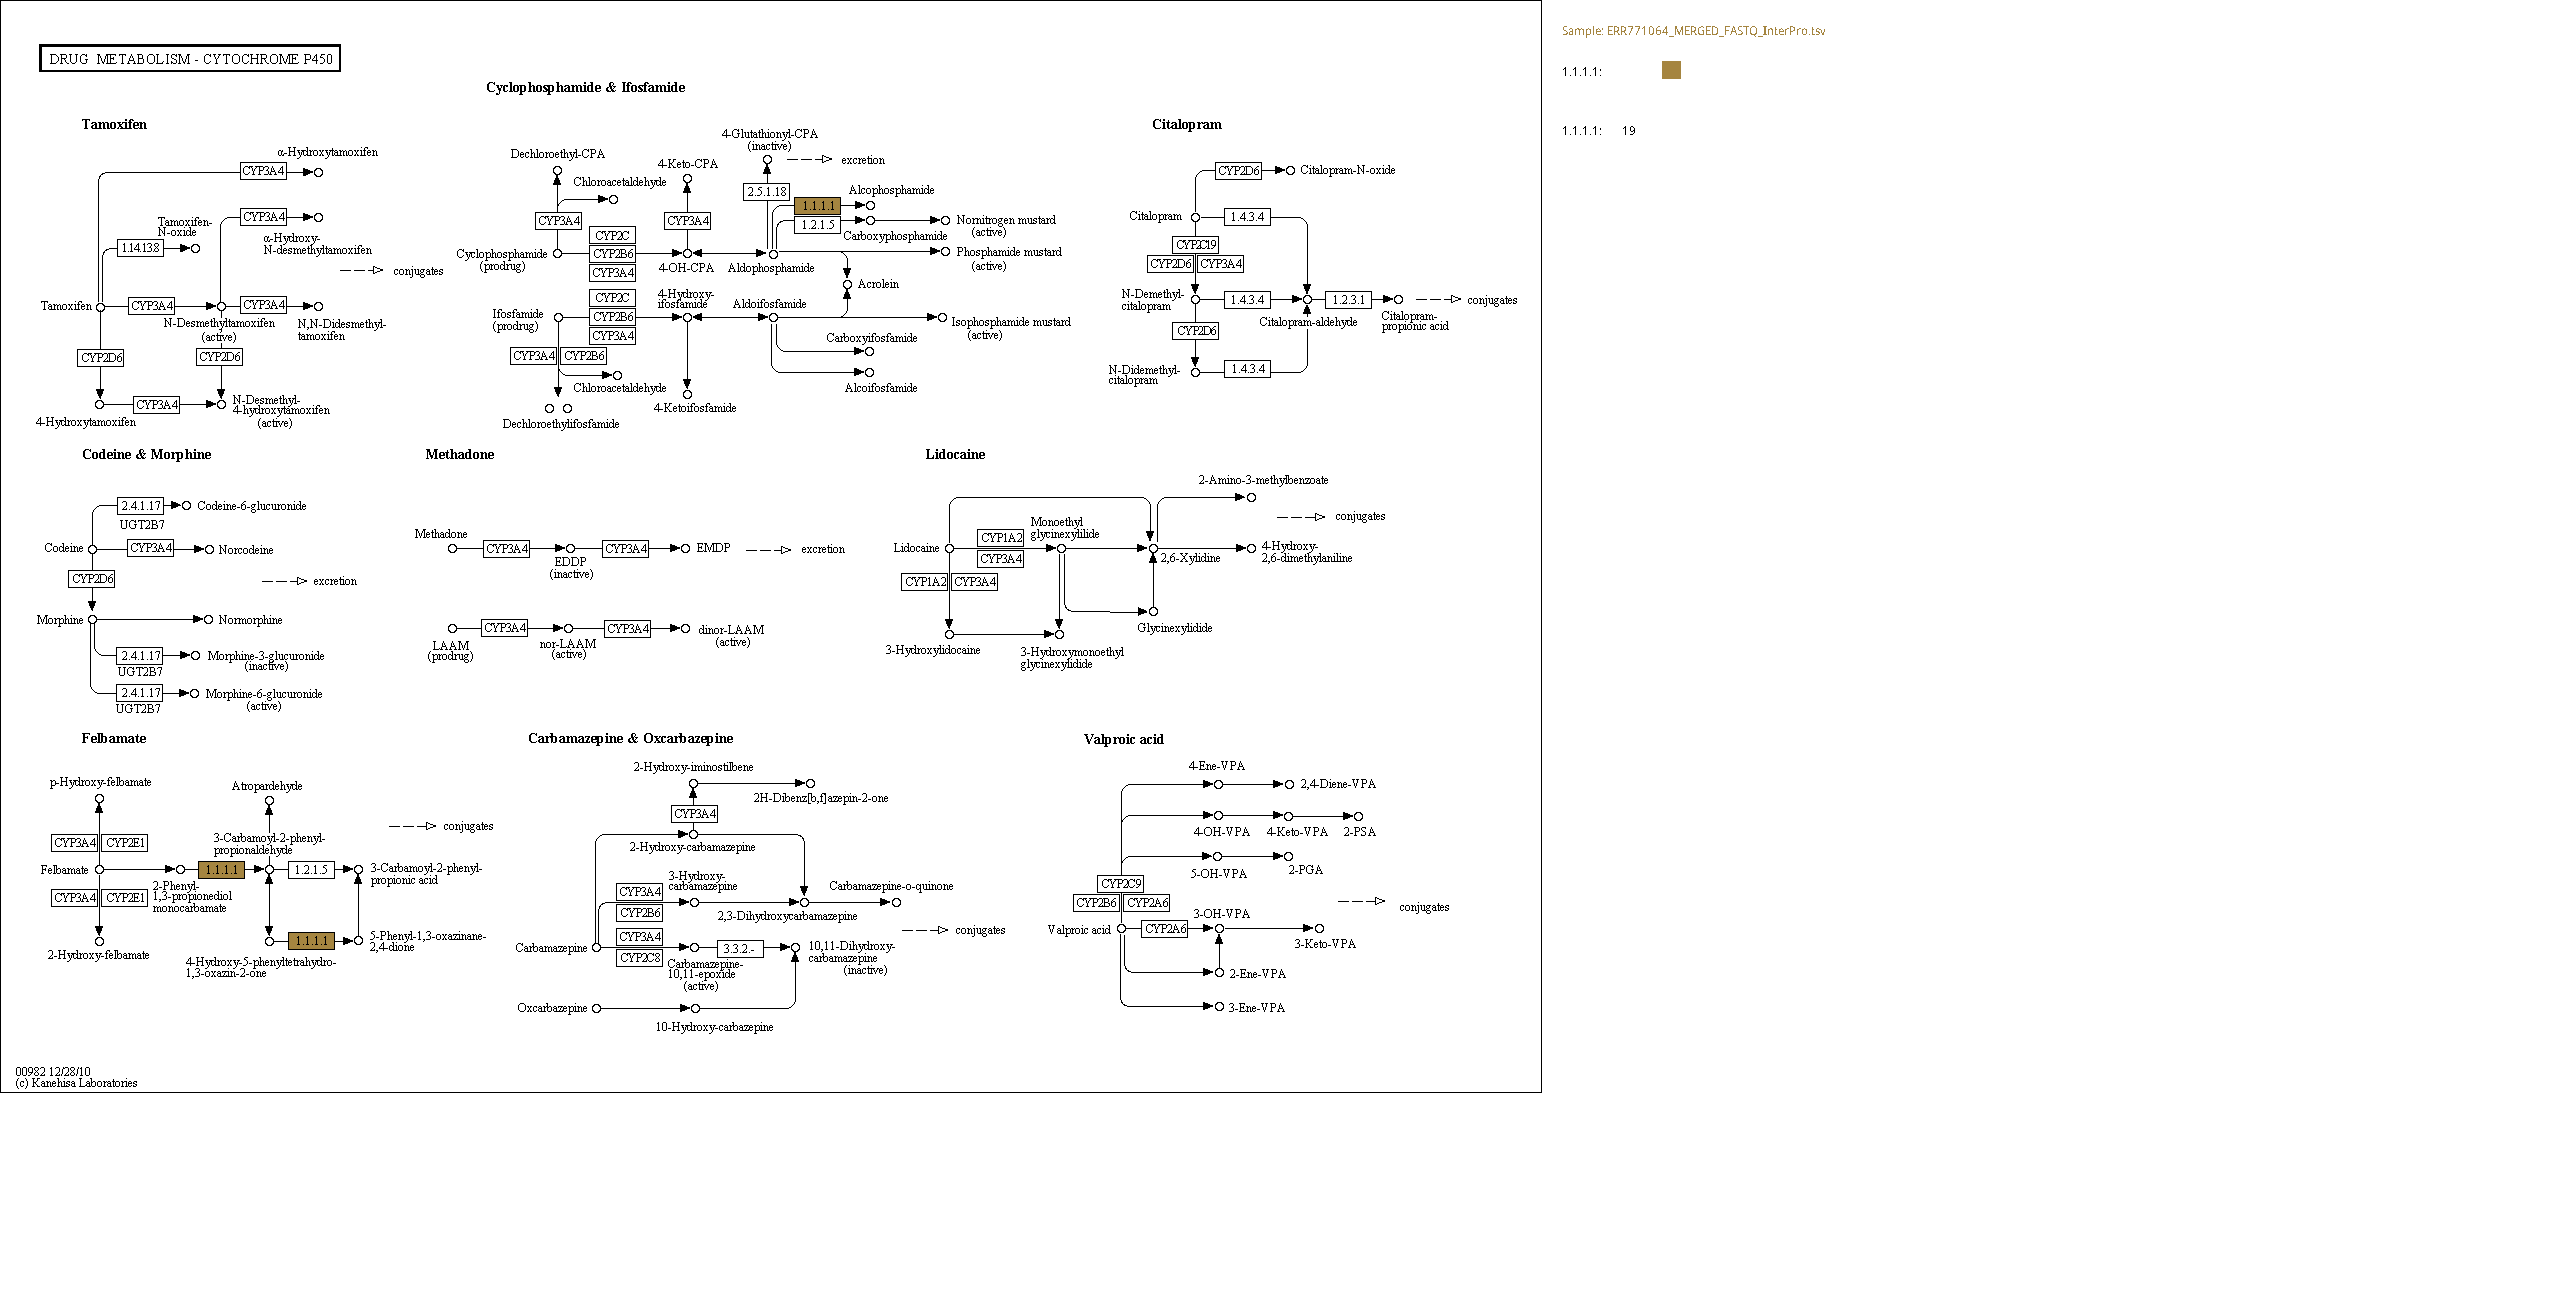 DRUG METABOLISM - CYTOCHROME P450
Sample: ERR771064_MERGED_FASTQ_InterPro.tsv
1.1.1.1:
1.1.1.1: 19
Tamoxifen
α-Hydroxytamoxifen
CYP3A4
Tamoxifen-
N-oxide
CYP3A4
1.14.13.8
α-Hydroxy-
N-desmethyltamoxifen
conjugates
Tamoxifen
CYP3A4
CYP3A4
N-Desmethyltamoxifen
(active)
N,N-Didesmethyl-
tamoxifen
CYP2D6
CYP2D6
CYP3A4
4-Hydroxytamoxifen
N-Desmethyl-
4-hydroxytamoxifen
(active)
Cyclophosphamide & Ifosfamide
4-Glutathionyl-CPA
(inactive)
excretion
Dechloroethyl-CPA
4-Keto-CPA
Chloroacetaldehyde
2.5.1.18
Alcophosphamide
1.1.1.1
CYP3A4
CYP3A4
1.2.1.5
Nornitrogen mustard
(active)
Carboxyphosphamide
CYP2C
CYP2B6
CYP3A4
Cyclophosphamide
(prodrug)
4-OH-CPA
Aldophosphamide
Phosphamide mustard
(active)
Acrolein
CYP2C
CYP2B6
CYP3A4
4-Hydroxy-
ifosfamide
Aldoifosfamide
Ifosfamide
(prodrug)
Isophosphamide mustard
(active)
CYP3A4
CYP2B6
Carboxyifosfamide
Chloroacetaldehyde
Alcoifosfamide
4-Ketoifosfamide
Dechloroethylifosfamide
Citalopram
CYP2D6
Citalopram-N-oxide
Citalopram
1.4.3.4
CYP2C19
CYP2D6
CYP3A4
N-Demethyl-
citalopram
1.4.3.4
1.2.3.1
conjugates
Citalopram-aldehyde
Citalopram-
propionic acid
CYP2D6
N-Didemethyl-
citalopram
1.4.3.4
Codeine & Morphine
2.4.1.17
Codeine-6-glucuronide
UGT2B7
Codeine
CYP3A4
Norcodeine
CYP2D6
excretion
Morphine
Normorphine
2.4.1.17
Morphine-3-glucuronide
(inactive)
UGT2B7
2.4.1.17
Morphine-6-glucuronide
(active)
UGT2B7
Methadone
Methadone
CYP3A4
CYP3A4
EMDP
excretion
EDDP
(inactive)
CYP3A4
CYP3A4
LAAM
(prodrug)
nor-LAAM
(active)
dinor-LAAM
(active)
Lidocaine
2-Amino-3-methylbenzoate
conjugates
Monoethyl
glycinexylilide
CYP1A2
CYP3A4
Lidocaine
2,6-Xylidine
4-Hydroxy-
2,6-dimethylaniline
CYP1A2
CYP3A4
Glycinexylidide
3-Hydroxylidocaine
3-Hydroxymonoethyl
glycinexylidide
Felbamate
p-Hydroxy-felbamate
Atropardehyde
conjugates
3-Carbamoyl-2-phenyl-
propionaldehyde
CYP3A4
CYP2E1
Felbamate
1.1.1.1
1.2.1.5
3-Carbamoyl-2-phenyl-
propionic acid
2-Phenyl-
1,3-propionediol
monocarbamate
CYP3A4
CYP2E1
1.1.1.1
5-Phenyl-1,3-oxazinane-
2,4-dione
2-Hydroxy-felbamate
4-Hydroxy-5-phenyltetrahydro-
1,3-oxazin-2-one
Carbamazepine & Oxcarbazepine
2-Hydroxy-iminostilbene
2H-Dibenz[b,f]azepin-2-one
CYP3A4
2-Hydroxy-carbamazepine
3-Hydroxy-
carbamazepine
CYP3A4
CYP2B6
Carbamazepine-o-quinone
2,3-Dihydroxycarbamazepine
conjugates
CYP3A4
CYP2C8
Carbamazepine
3.3.2.-
Carbamazepine-
10,11-epoxide
(active)
10,11-Dihydroxy-
carbamazepine
(inactive)
Oxcarbazepine
10-Hydroxy-carbazepine
Valproic acid
4-Ene-VPA
2,4-Diene-VPA
4-OH-VPA
4-Keto-VPA
2-PSA
5-OH-VPA
2-PGA
CYP2C9
CYP2B6
CYP2A6
conjugates
3-OH-VPA
Valproic acid
CYP2A6
3-Keto-VPA
2-Ene-VPA
3-Ene-VPA
00982 12/28/10
(c) Kanehisa Laboratories